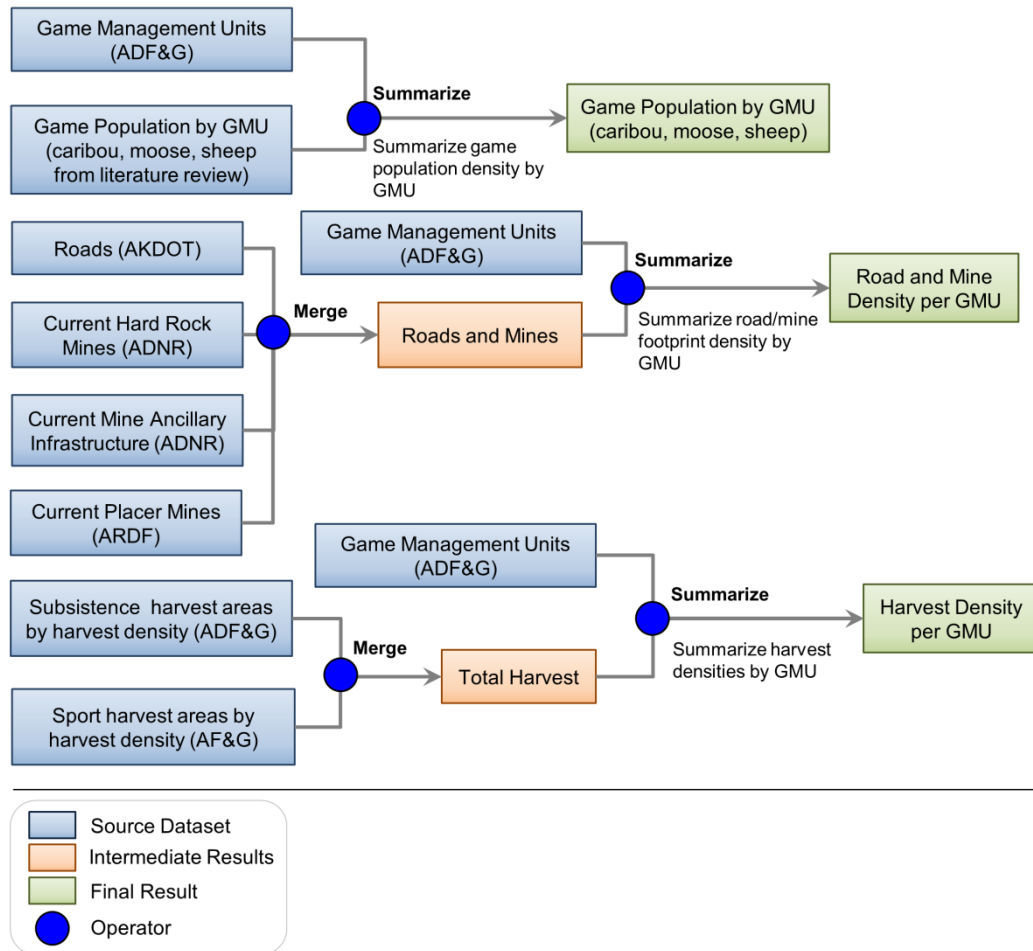 Game Management Units
(ADF&G)
Game Population by GMU
(caribou, moose, sheep
from literature review)
Summarize
Summarize game
population density by
GMU
Game Population by GMU
(caribou, moose, sheep)
Roads (AKDOT)
Current Hard Rock
Mines (ADNR)
Current Mine Ancillary
Infrastructure (ADNR)
Current Placer Mines
(ARDF)
Merge
Roads and Mines
Game Management Units
(ADF&G)
Summarize
Summarize road/mine
footprint density by
GMU
Road and Mine
Density per GMU
Subsistence harvest areas
by harvest density (ADF&G)
Sport harvest areas by
harvest density (AF&G)
Merge
Total Harvest
Game Management Units
(ADF&G)
Summarize
Summarize harvest
densities by GMU
Harvest Density
per GMU
Source Dataset
Intermediate Results
Final Result
Operator